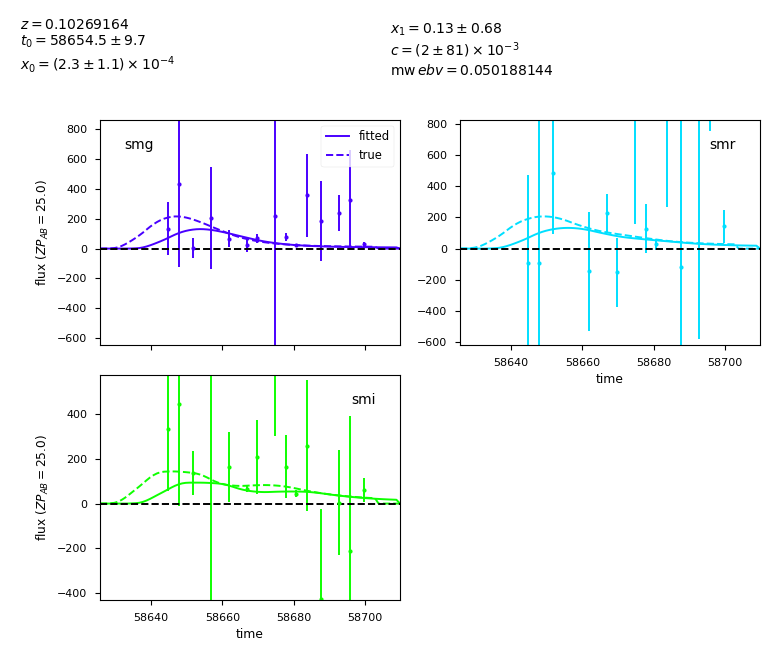 z = 0.10269164
t₀ = 58654.5 ± 9.7
x₀ = (2.3 ± 1.1) × 10⁻⁴
x₁ = 0.13 ± 0.68
c = (2 ± 81) × 10⁻³
mw ebv = 0.050188144
smg
fitted
true
800
600
400
200
0
−200
−400
−600
flux (ZP_AB = 25.0)
smr
800
600
400
200
0
−200
−400
−600
58640 58660 58680 58700
time
smi
400
200
0
−200
−400
flux (ZP_AB = 25.0)
58640 58660 58680 58700
time